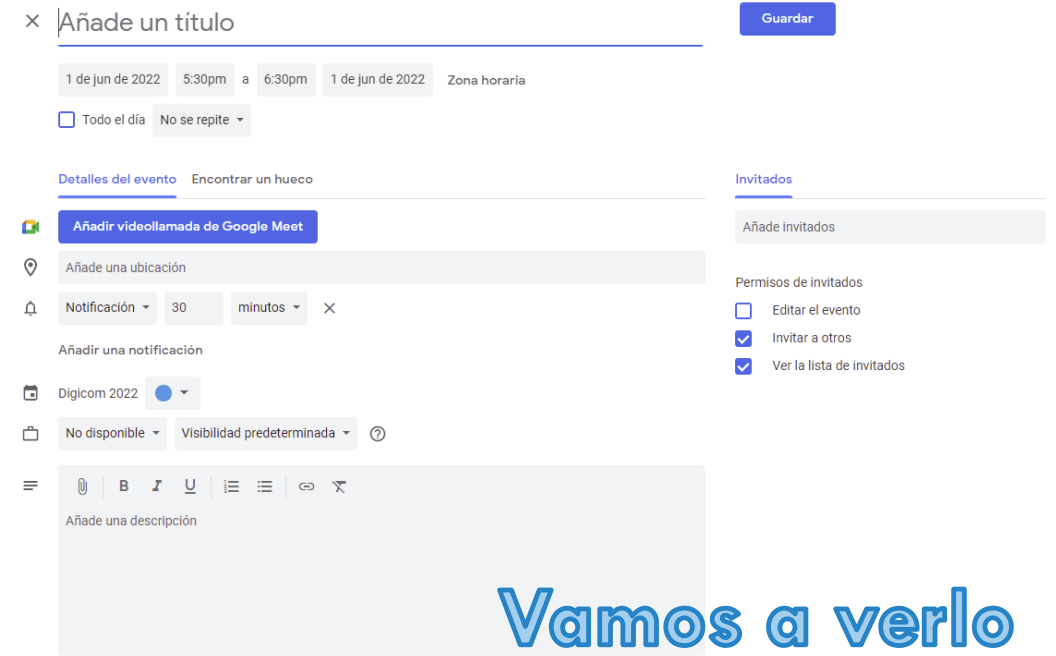 Añade un título
Guardar
1 de jun de 2022 5:30pm a 6:30pm 1 de jun de 2022 Zona horaria
Todo el día No se repite
Detalles del evento Encontrar un hueco
Invitados
Añadir videollamada de Google Meet
Añade invitados
Añade una ubicación
Permisos de invitados
Notificación 30 minutos
Editar el evento
Invitar a otros
Añadir una notificación
Ver la lista de invitados
Digicom 2022
No disponible Visibilidad predeterminada
B I U
Añade una descripción
Vamos a verlo